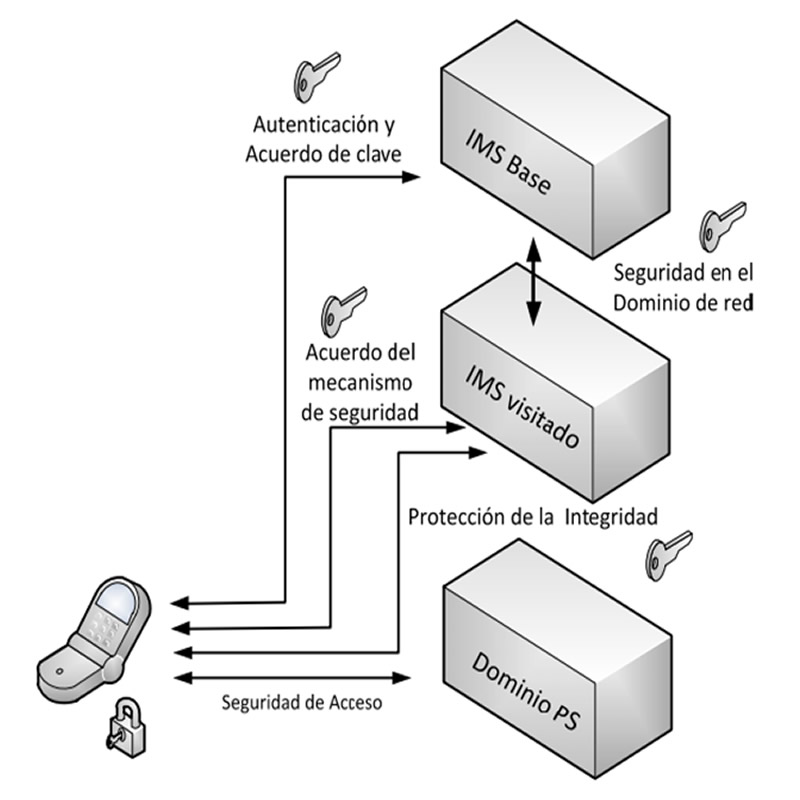 Autenticación y
Acuerdo de clave
IMS Base
Seguridad en el
Dominio de red
Acuerdo del
mecanismo
de seguridad
IMS visitado
Protección de la Integridad
Dominio PS
Seguridad de Acceso